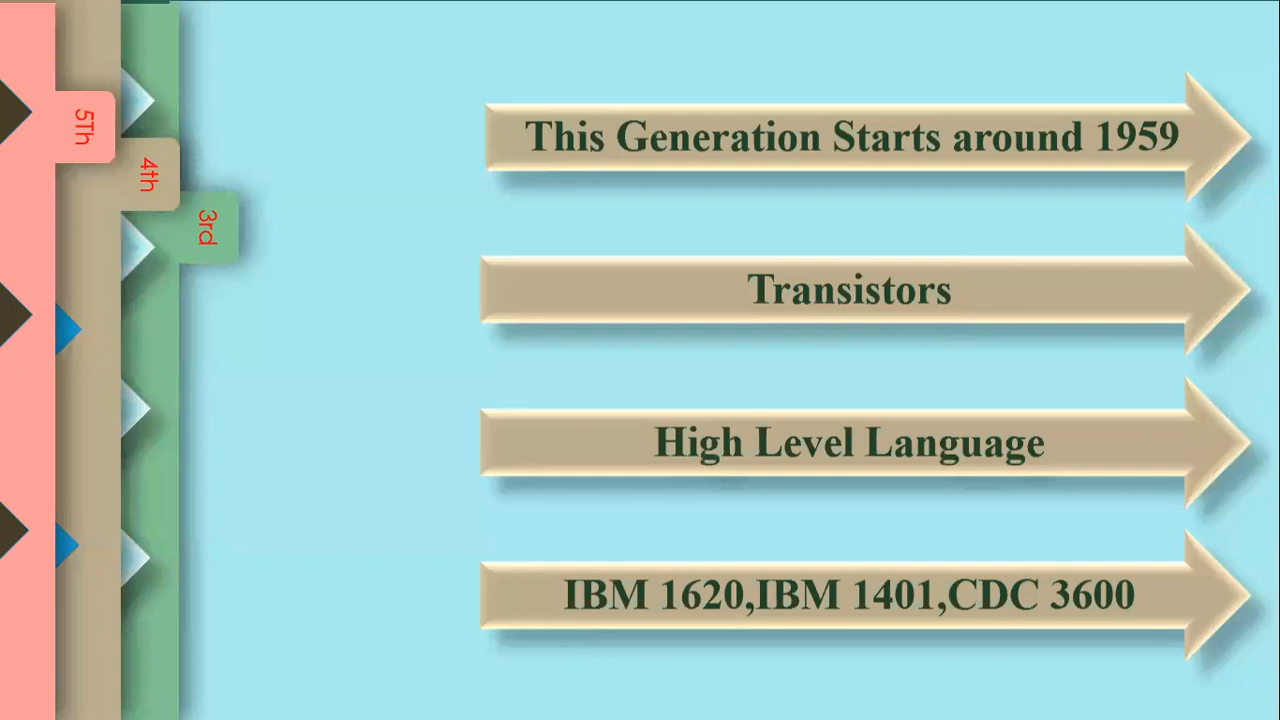 5Th
4th
3rd
This Generation Starts around 1959
Transistors
High Level Language
IBM 1620,IBM 1401,CDC 3600